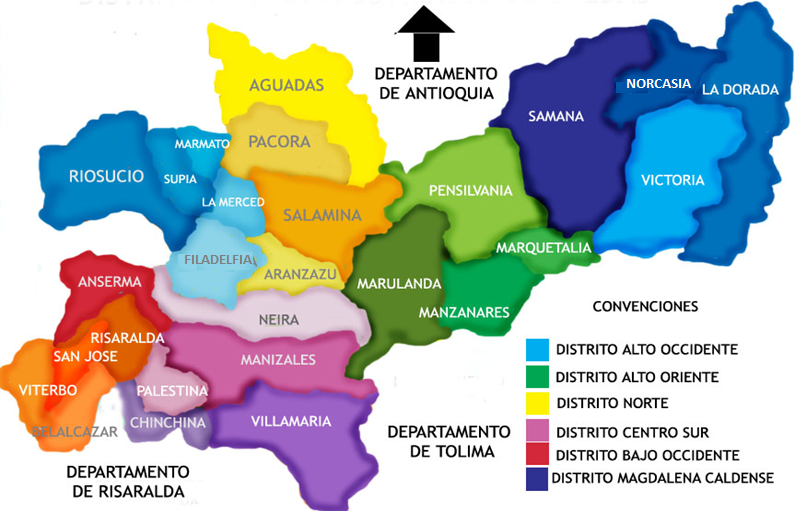 DEPARTAMENTO
DE ANTIOQUIA
AGUADAS
NORCASIA
LA DORADA
SAMANA
PACORA
MARMATO
RIOSUCIO
SUPIA
PENSILVANIA
VICTORIA
LA MERCED
SALAMINA
MARQUETALIA
FILADELFIA
ARANZAZU
ANSERMA
MARULANDA
MANZANARES
NEIRA
RISARALDA
SAN JOSE
MANIZALES
VITERBO
PALESTINA
CHINCHINA
VILLAMARIA
BELALCAZAR
CONVENCIONES
DISTRITO ALTO OCCIDENTE
DISTRITO ALTO ORIENTE
DISTRITO NORTE
DISTRITO CENTRO SUR
DISTRITO BAJO OCCIDENTE
DISTRITO MAGDALENA CALDENSE
DEPARTAMENTO
DE TOLIMA
DEPARTAMENTO
DE RISARALDA